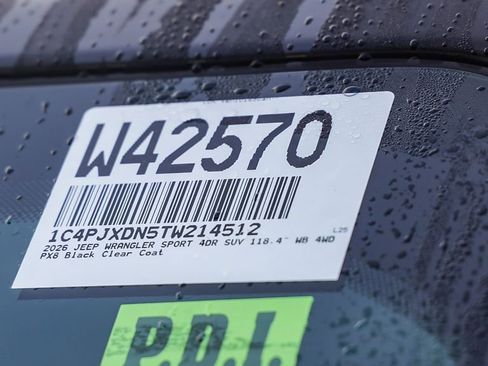 W42570
1C4PJXDN5TW214512
L25
2026 JEEP WRANGLER SPORT 4DR SUV 118.4" WB 4WD
PX8 Black Clear Coat
P.D.I.